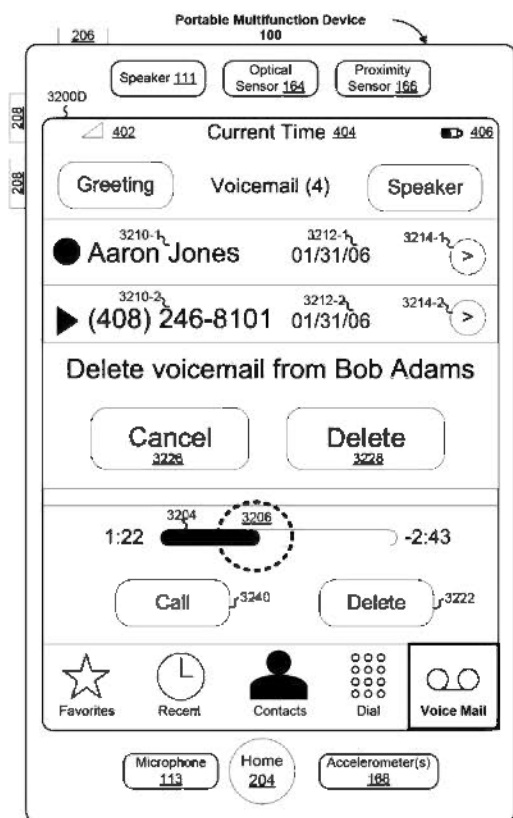 Portable Multifunction Device
100
206
Speaker 111
Optical
Sensor 164
Proximity
Sensor 166
3200D
208
208
402
Current Time 404
406
Greeting
Voicemail (4)
Speaker
3210-1
3212-1
3214-1
Aaron Jones
01/31/06
>
3210-2
3212-2
3214-2
(408) 246-8101
01/31/06
>
Delete voicemail from Bob Adams
Cancel
3226
Delete
3228
3204
3206
1:22
-2:43
Call
3240
Delete
3222
Favorites
Recent
Contacts
Dial
Voice Mail
Microphone
113
Home
204
Accelerometer(s)
168